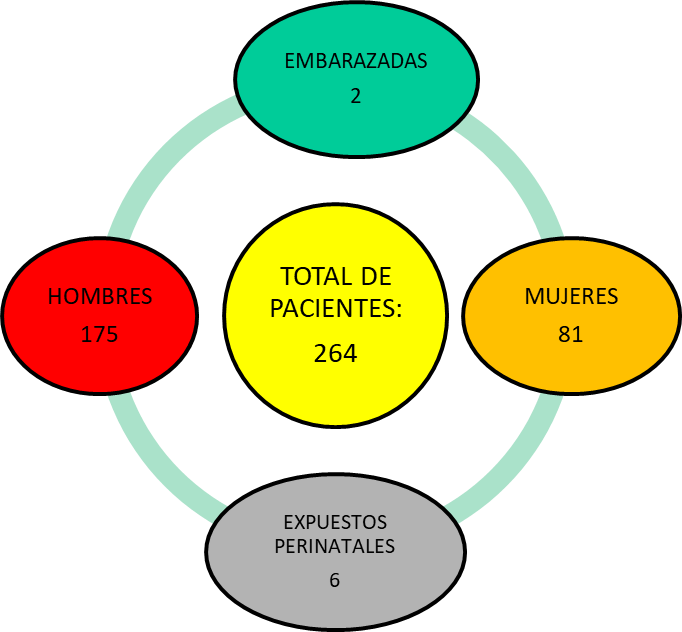 EMBARAZADAS
2
HOMBRES
175
TOTAL DE
PACIENTES:
264
MUJERES
81
EXPUESTOS
PERINATALES
6